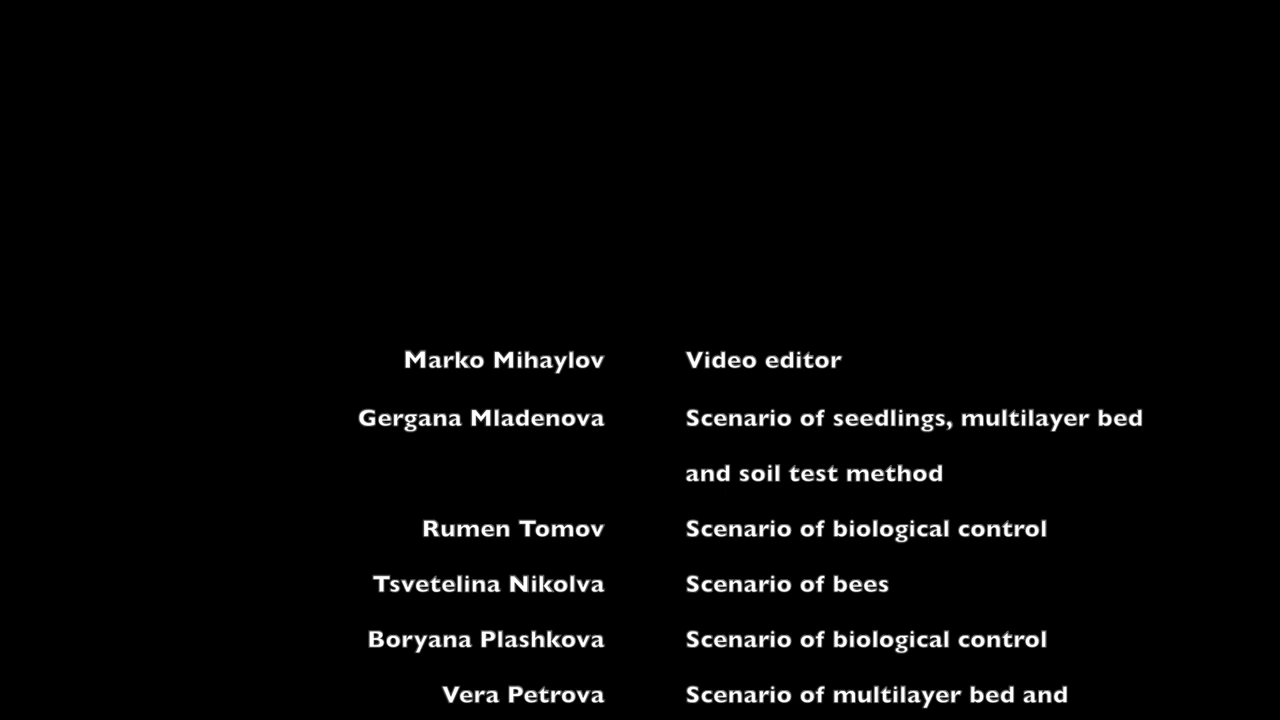 Marko Mihaylov Video editor
Gergana Mladenova Scenario of seedlings, multilayer bed
and soil test method
Rumen Tomov Scenario of biological control
Tsvetelina Nikolva Scenario of bees
Boryana Plashkova Scenario of biological control
Vera Petrova Scenario of multilayer bed and